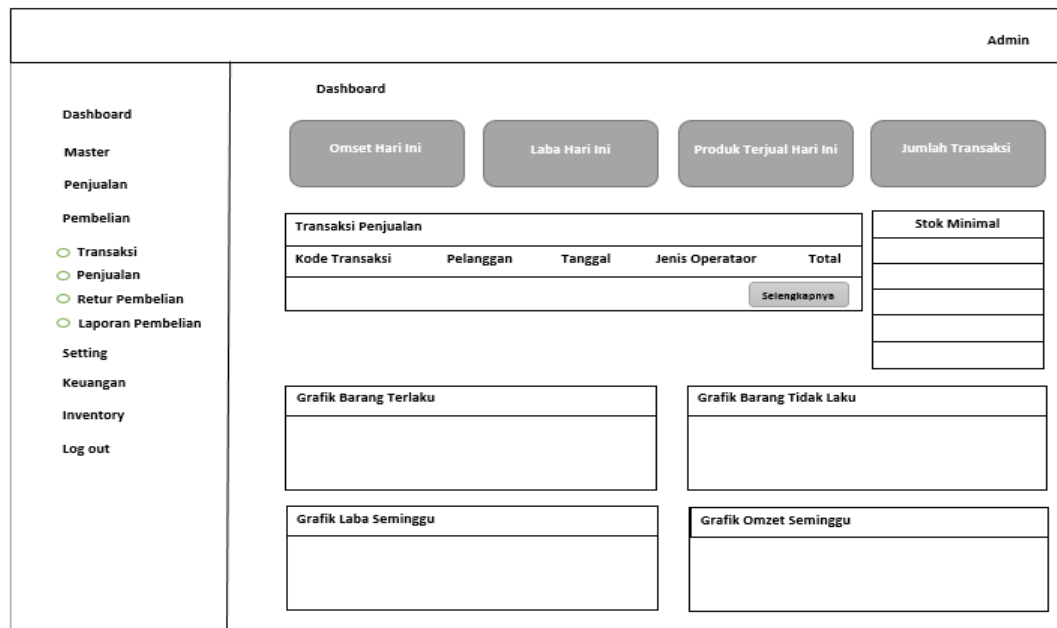 Admin
Dashboard
Master
Penjualan
Pembelian
Transaksi
Penjualan
Retur Pembelian
Laporan Pembelian
Setting
Keuangan
Inventory
Log out
Dashboard
Omset Hari Ini
Laba Hari Ini
Produk Terjual Hari Ini
Jumlah Transaksi
Transaksi Penjualan
Kode Transaksi Pelanggan Tanggal Jenis Operataor Total
Selengkapnya
Stok Minimal
Grafik Barang Terlaku
Grafik Barang Tidak Laku
Grafik Laba Seminggu
Grafik Omzet Seminggu